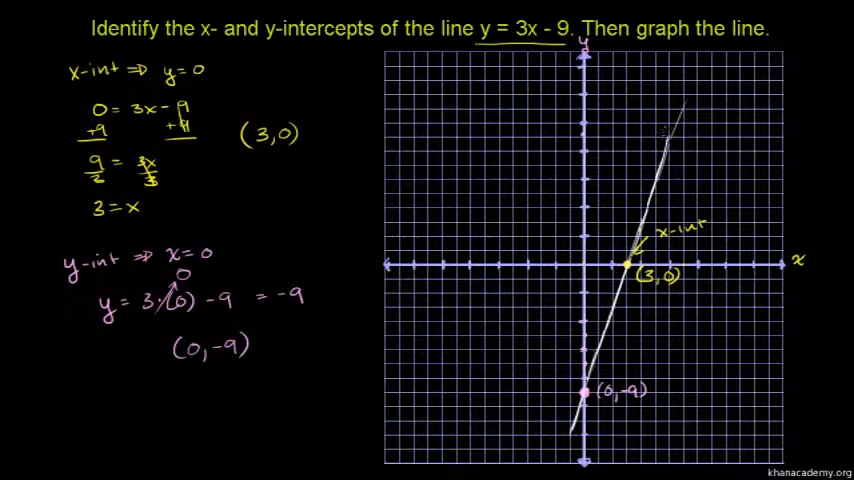 Identify the x- and y-intercepts of the line y = 3x - 9. Then graph the line.
y
x-int ⇒ y=0
0 = 3x - 9
+9 +9
(3,0)
9 = 3x
3 3
3 = x
x-int
x
(3,0)
y-int ⇒ x=0
0
y = 3·(0) - 9 = -9
(0,-9)
(0,-9)
khanacademy.org